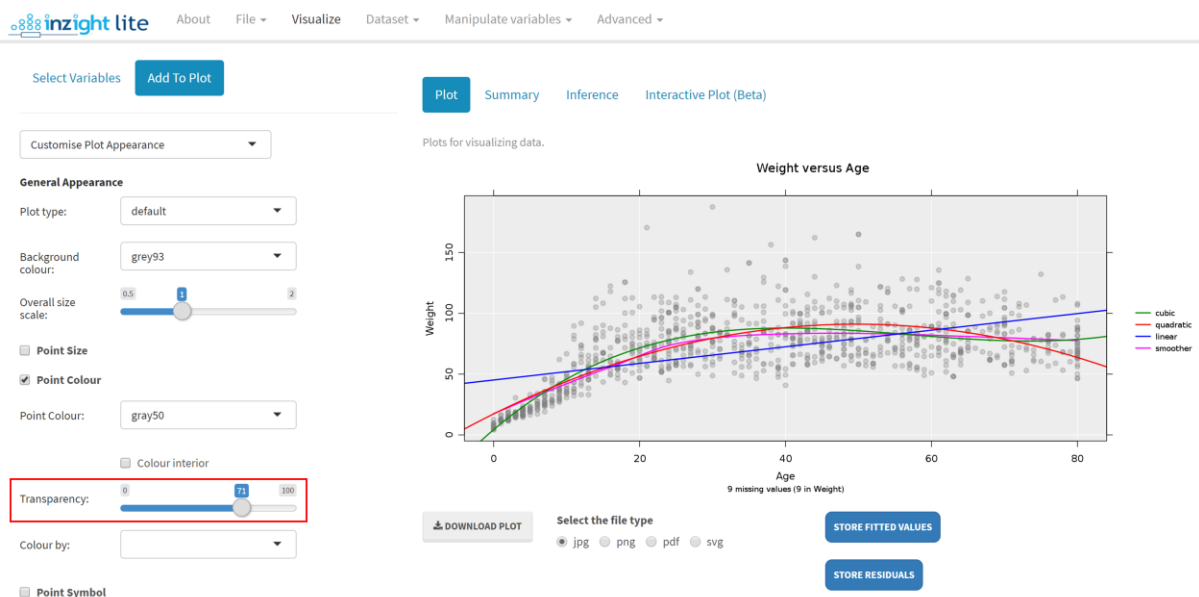 inzight lite
About
File
Visualize
Dataset
Manipulate variables
Advanced
Select Variables
Add To Plot
Customise Plot Appearance
General Appearance
Plot type:
default
Background
colour:
grey93
Overall size
scale:
0.5
1
2
Point Size
Point Colour
Point Colour:
gray50
Colour interior
Transparency:
0
71
100
Colour by:
Point Symbol
Plot
Summary
Inference
Interactive Plot (Beta)
Plots for visualizing data.
Weight versus Age
Weight
150
100
50
0
0
20
40
60
80
Age
9 missing values (9 in Weight)
cubic
quadratic
linear
smoother
DOWNLOAD PLOT
Select the file type
jpg
png
pdf
svg
STORE FITTED VALUES
STORE RESIDUALS